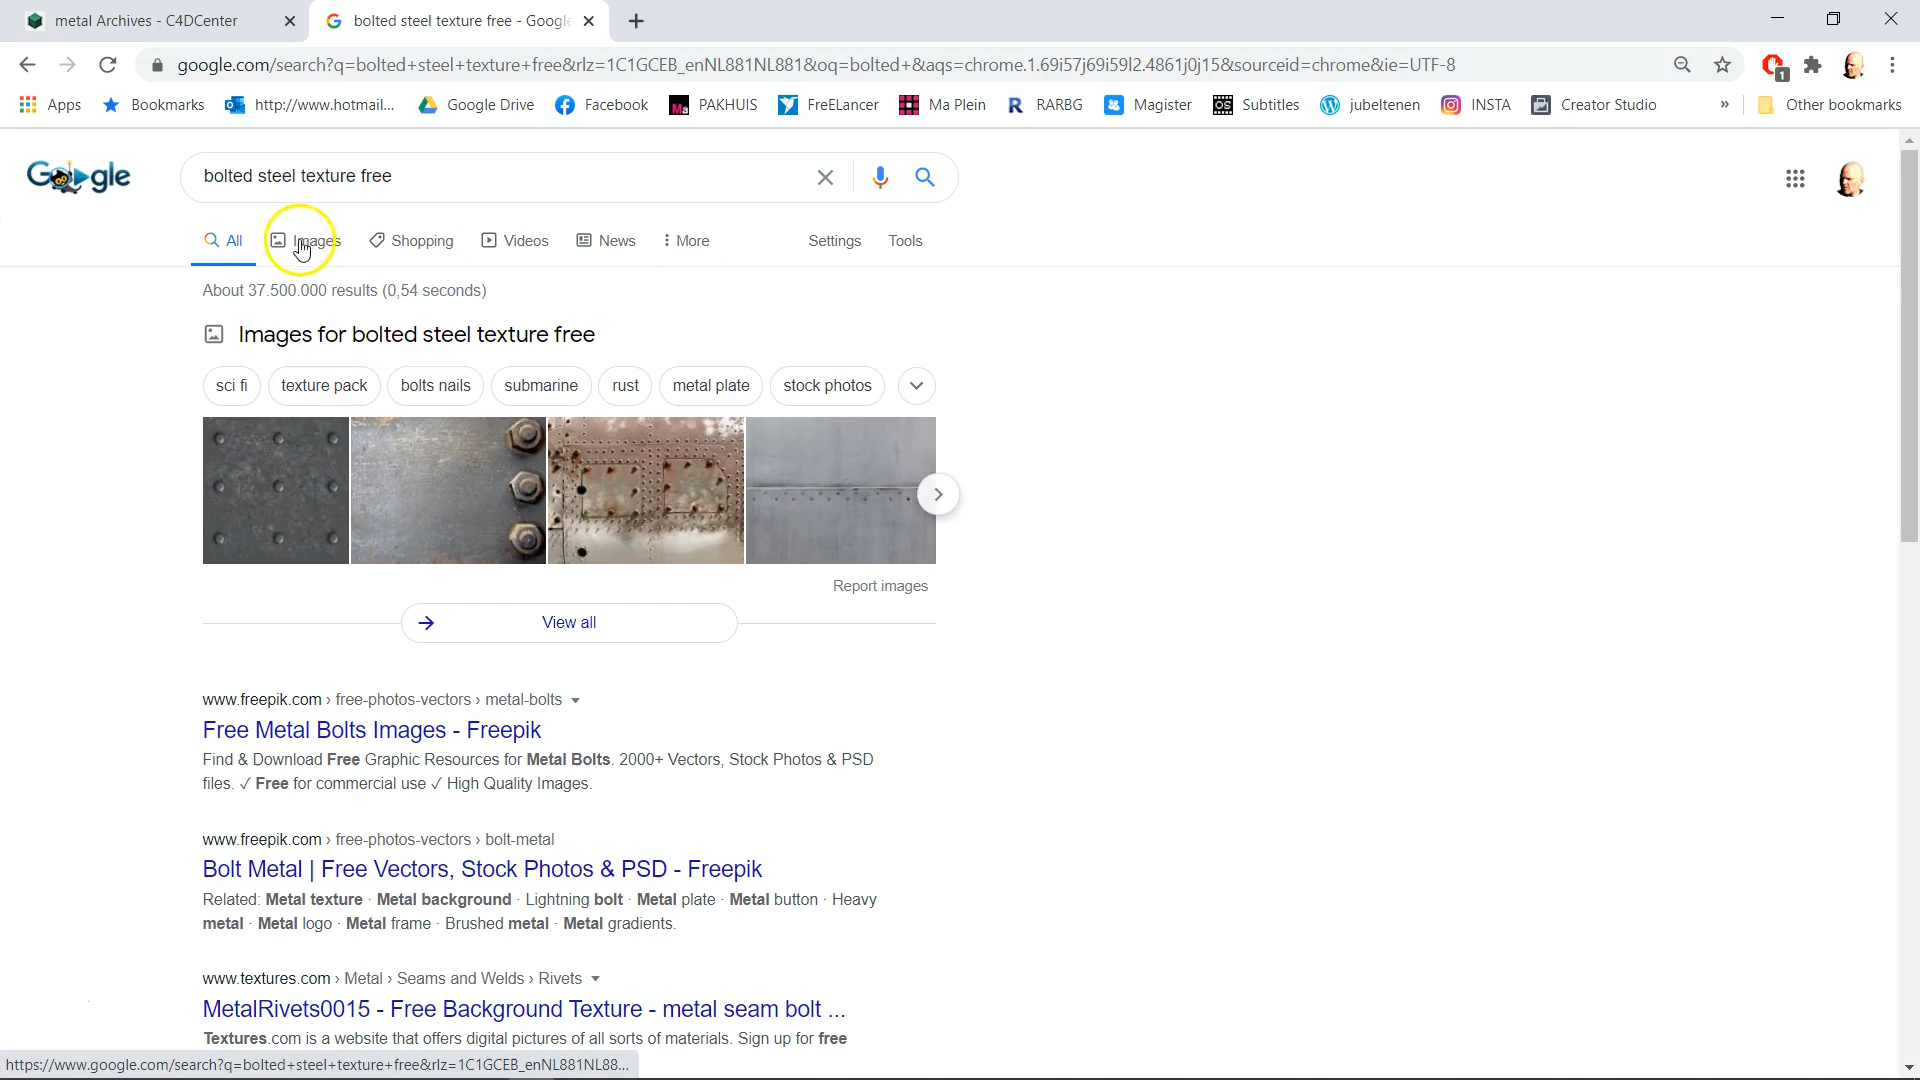 metal Archives - C4DCenter
bolted steel texture free - Google
google.com/search?q=bolted+steel+texture+free&rlz=1C1GCEB_enNL881NL881&oq=bolted+&aqs=chrome.1.69i57j69i59l2.4861j0j15&sourceid=chrome&ie=UTF-8
1
Apps Bookmarks http://www.hotmail... Google Drive Facebook Ma PAKHUIS FreELancer Ma Plein R RARBG Magister OS Subtitles jubeltenen INSTA Creator Studio » Other bookmarks
Google bolted steel texture free
All Images Shopping Videos News More Settings Tools
About 37.500.000 results (0,54 seconds)
Images for bolted steel texture free
sci fi texture pack bolts nails submarine rust metal plate stock photos
Report images
View all
www.freepik.com › free-photos-vectors › metal-bolts
Free Metal Bolts Images - Freepik
Find & Download Free Graphic Resources for Metal Bolts. 2000+ Vectors, Stock Photos & PSD
files. ✓ Free for commercial use ✓ High Quality Images.
www.freepik.com › free-photos-vectors › bolt-metal
Bolt Metal | Free Vectors, Stock Photos & PSD - Freepik
Related: Metal texture · Metal background · Lightning bolt · Metal plate · Metal button · Heavy
metal · Metal logo · Metal frame · Brushed metal · Metal gradients.
www.textures.com › Metal › Seams and Welds › Rivets
MetalRivets0015 - Free Background Texture - metal seam bolt ...
Textures.com is a website that offers digital pictures of all sorts of materials. Sign up for free
https://www.google.com/search?q=bolted+steel+texture+free&rlz=1C1GCEB_enNL881NL88...